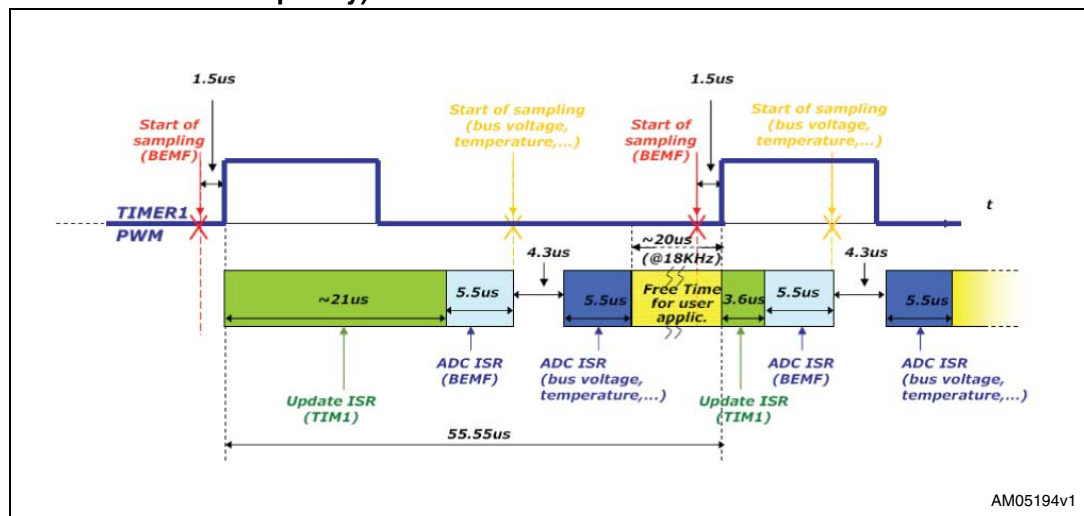 1.5us
1.5us
Start of sampling
(bus voltage,
temperature,...)
Start of sampling
(bus voltage,
temperature,...)
Start of
sampling
(BEMF)
Start of
sampling
(BEMF)
TIMER1
PWM
t
~20us
(@18KHz)
4.3us
4.3us
~21us
5.5us
5.5us
Free Time
for user
applic.
3.6us
5.5us
5.5us
ADC ISR
(BEMF)
ADC ISR
(bus voltage,
temperature,...)
ADC ISR
(BEMF)
ADC ISR
(bus voltage,
temperature,...)
Update ISR
(TIM1)
Update ISR
(TIM1)
55.55us
AM05194v1